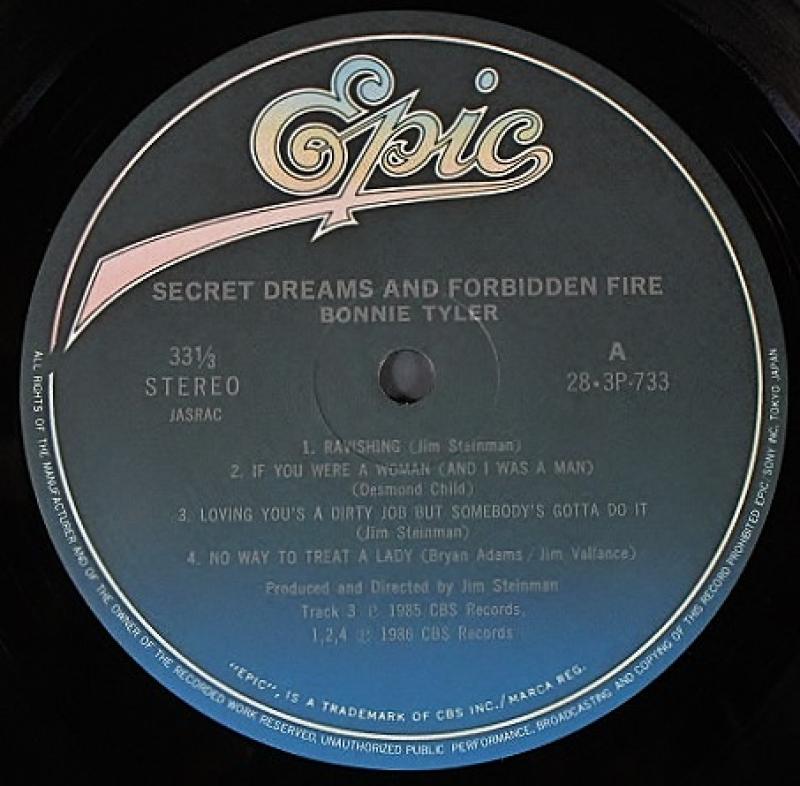 Epic
SECRET DREAMS AND FORBIDDEN FIRE
BONNIE TYLER
33⅓
STEREO
JASRAC
A
28・3P-733
1. RAVISHING (Jim Steinman)
2. IF YOU WERE A WOMAN (AND I WAS A MAN)
(Desmond Child)
3. LOVING YOU'S A DIRTY JOB BUT SOMEBODY'S GOTTA DO IT
(Jim Steinman)
4. NO WAY TO TREAT A LADY (Bryan Adams / Jim Vallance)
Produced and Directed by Jim Steinman
Track 3 ℗ 1985 CBS Records,
1,2,4 ℗ 1986 CBS Records
"EPIC", IS A TRADEMARK OF CBS INC./MARCA REG.
ALL RIGHTS OF THE MANUFACTURER AND OF THE OWNER OF THE RECORDED WORK RESERVED, UNAUTHORIZED PUBLIC PERFORMANCE, BROADCASTING AND COPYING OF THIS RECORD PROHIBITED EPIC/SONY INC. TOKYO JAPAN